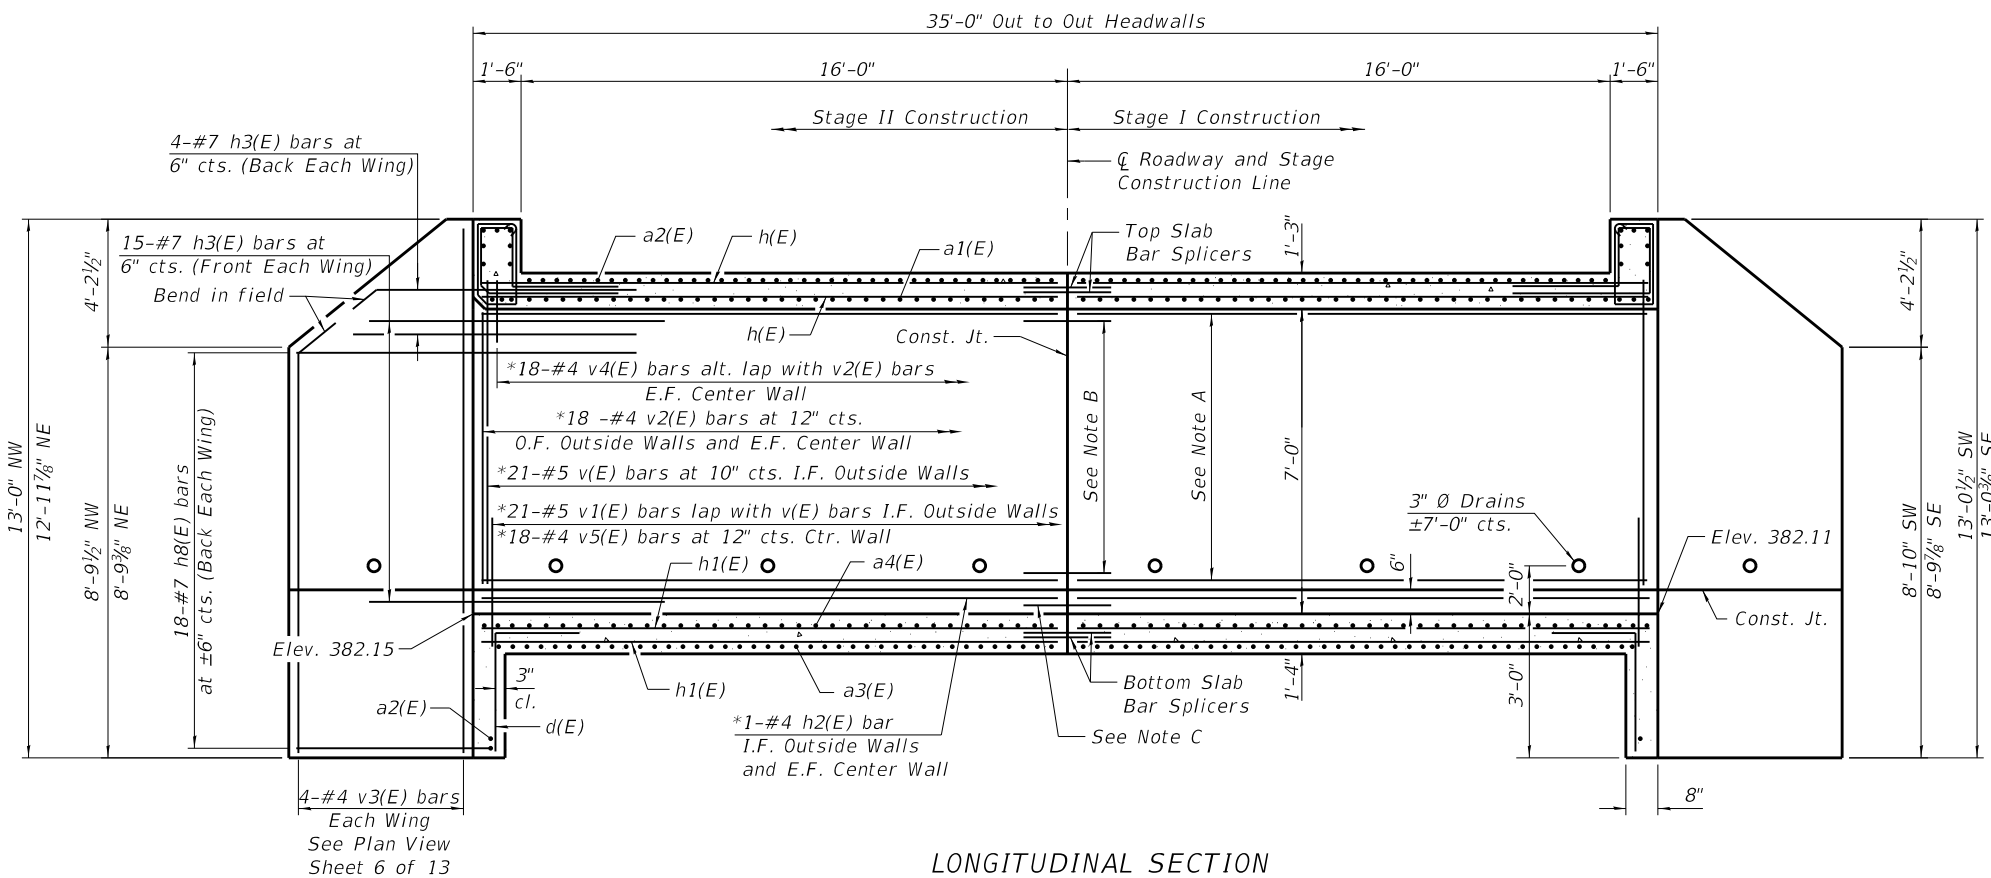 35'-0" Out to Out Headwalls
1'-6"
16'-0"
16'-0"
1'-6"
Stage II Construction
Stage I Construction
℄ Roadway and Stage
Construction Line
4-#7 h3(E) bars at
6" cts. (Back Each Wing)
15-#7 h3(E) bars at
6" cts. (Front Each Wing)
Bend in field
a2(E)
h(E)
a1(E)
Top Slab
Bar Splicers
1'-3"
4'-2½"
4'-2½"
h(E)
Const. Jt.
*18-#4 v4(E) bars alt. lap with v2(E) bars
E.F. Center Wall
*18 -#4 v2(E) bars at 12" cts.
O.F. Outside Walls and E.F. Center Wall
*21-#5 v(E) bars at 10" cts. I.F. Outside Walls
*21-#5 v1(E) bars lap with v(E) bars I.F. Outside Walls
*18-#4 v5(E) bars at 12" cts. Ctr. Wall
See Note B
See Note A
7'-0"
3" Ø Drains
±7'-0" cts.
Elev. 382.11
13'-0" NW
12'-11⅞" NE
8'-9½" NW
8'-9⅜" NE
18-#7 h8(E) bars
at ±6" cts. (Back Each Wing)
13'-0½" SW
13'-0⅜" SE
8'-10" SW
8'-9⅞" SE
h1(E)
a4(E)
6"
2'-0"
Const. Jt.
Elev. 382.15
3"
cl.
h1(E)
a3(E)
Bottom Slab
Bar Splicers
1'-4"
3'-0"
a2(E)
d(E)
*1-#4 h2(E) bar
I.F. Outside Walls
and E.F. Center Wall
See Note C
4-#4 v3(E) bars
Each Wing
See Plan View
Sheet 6 of 13
8"
LONGITUDINAL SECTION